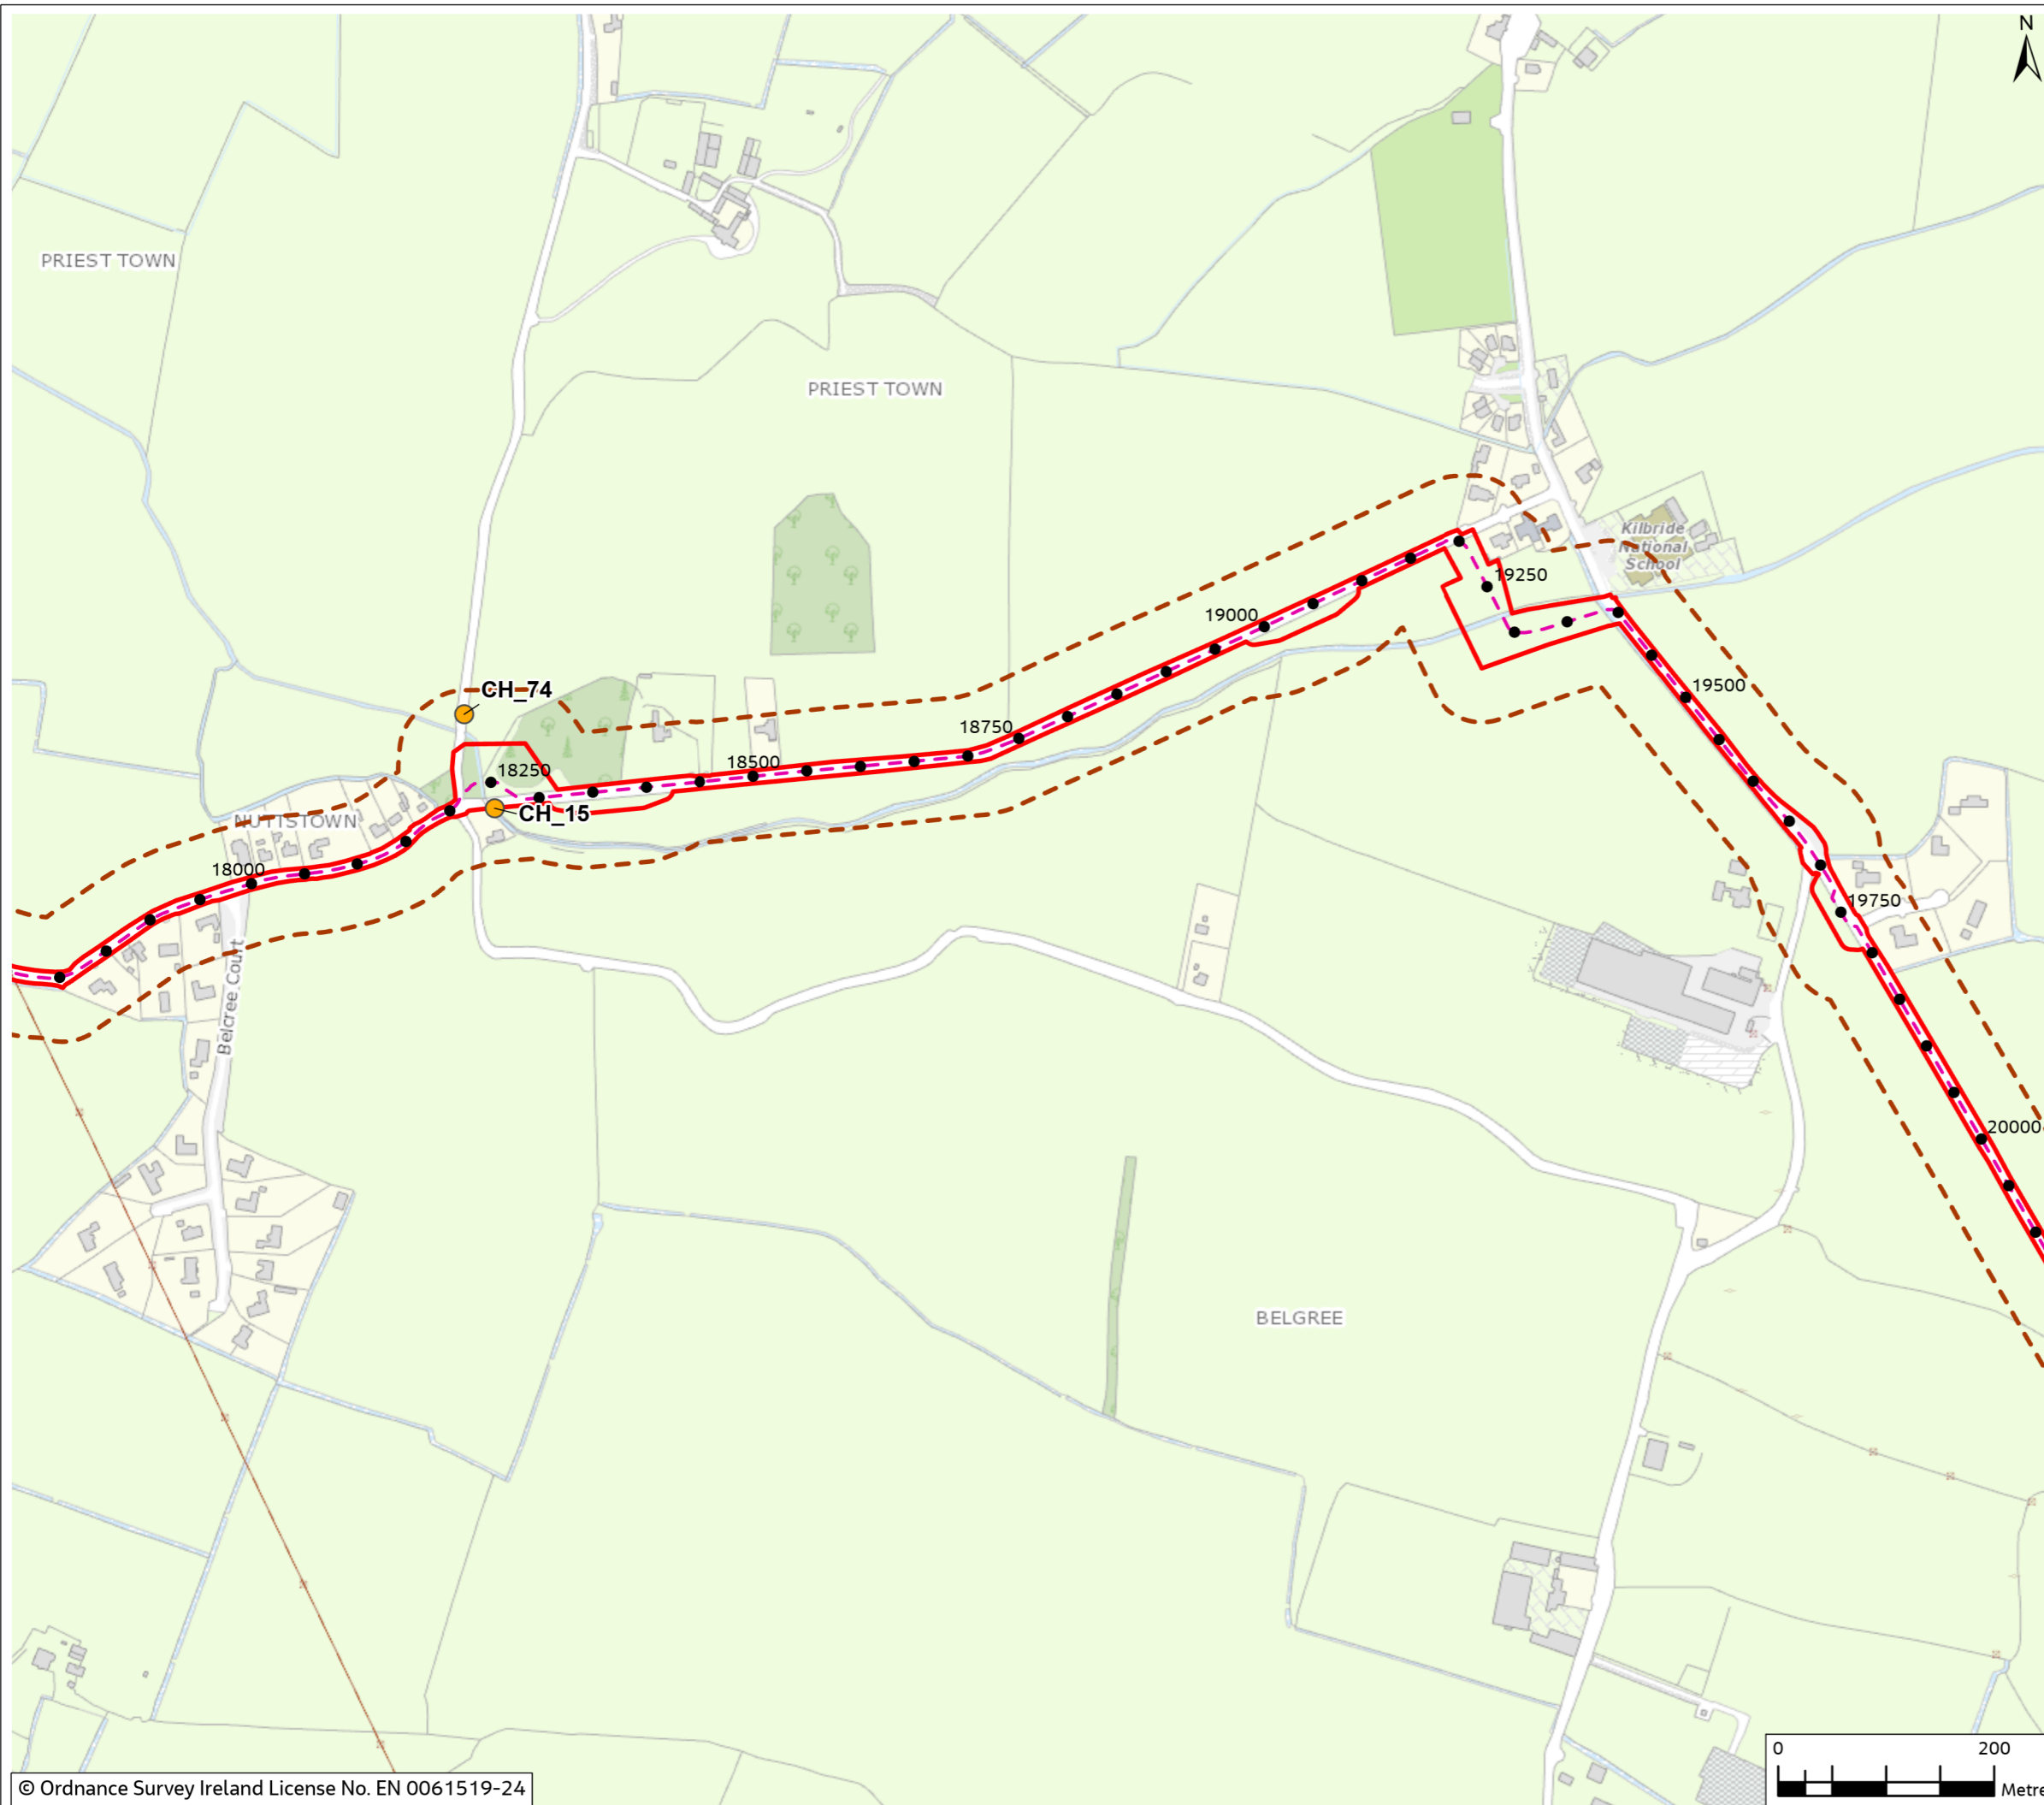 N
PRIEST TOWN
PRIEST TOWN
Kilbride
National
School
19250
19000
CH_74
19500
18750
18500
18250
CH_15
NUTTSTOWN
18000
19750
Belcree Court
20000
BELGREE
0 200
Metre
© Ordnance Survey Ireland License No. EN 0061519-24